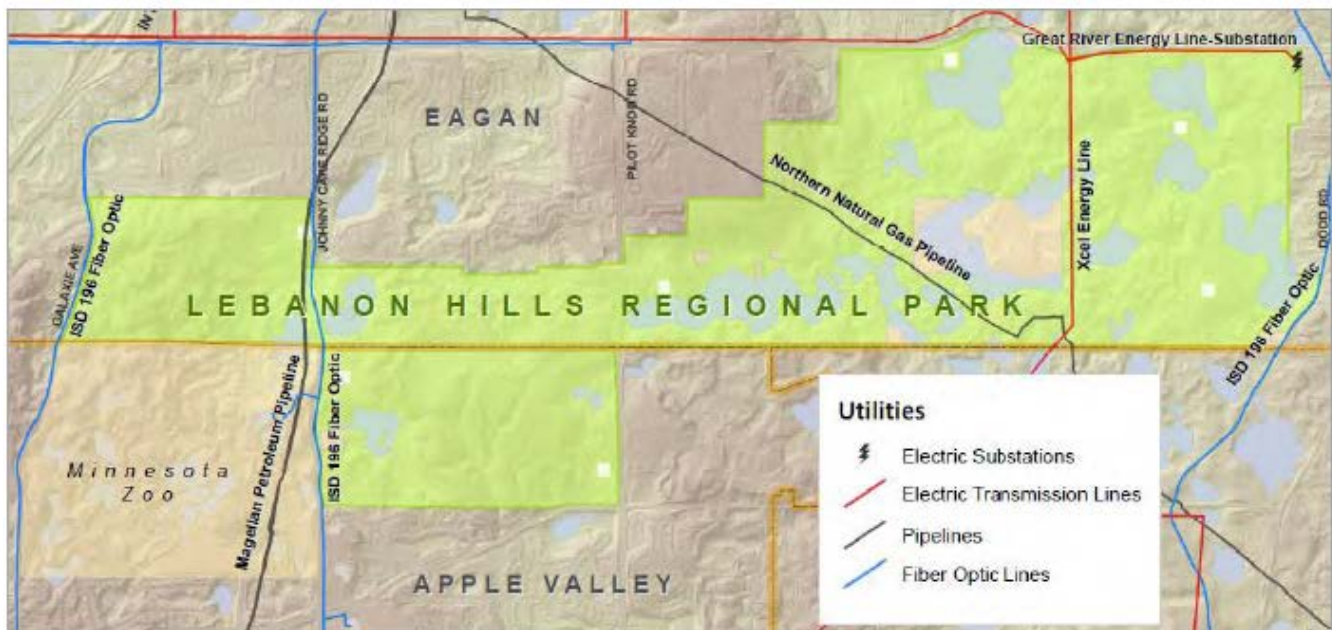 Great River Energy Line-Substation
EAGAN
JOHNNY CAKE RIDGE RD
PILOT KNOB RD
Northern Natural Gas Pipeline
Xcel Energy Line
DODD RD
GALAXIE AVE
ISD 196 Fiber Optic
LEBANON HILLS REGIONAL PARK
ISD 196 Fiber Optic
Magellan Petroleum Pipeline
ISD 196 Fiber Optic
Minnesota
Zoo
APPLE VALLEY
Utilities
Electric Substations
Electric Transmission Lines
Pipelines
Fiber Optic Lines